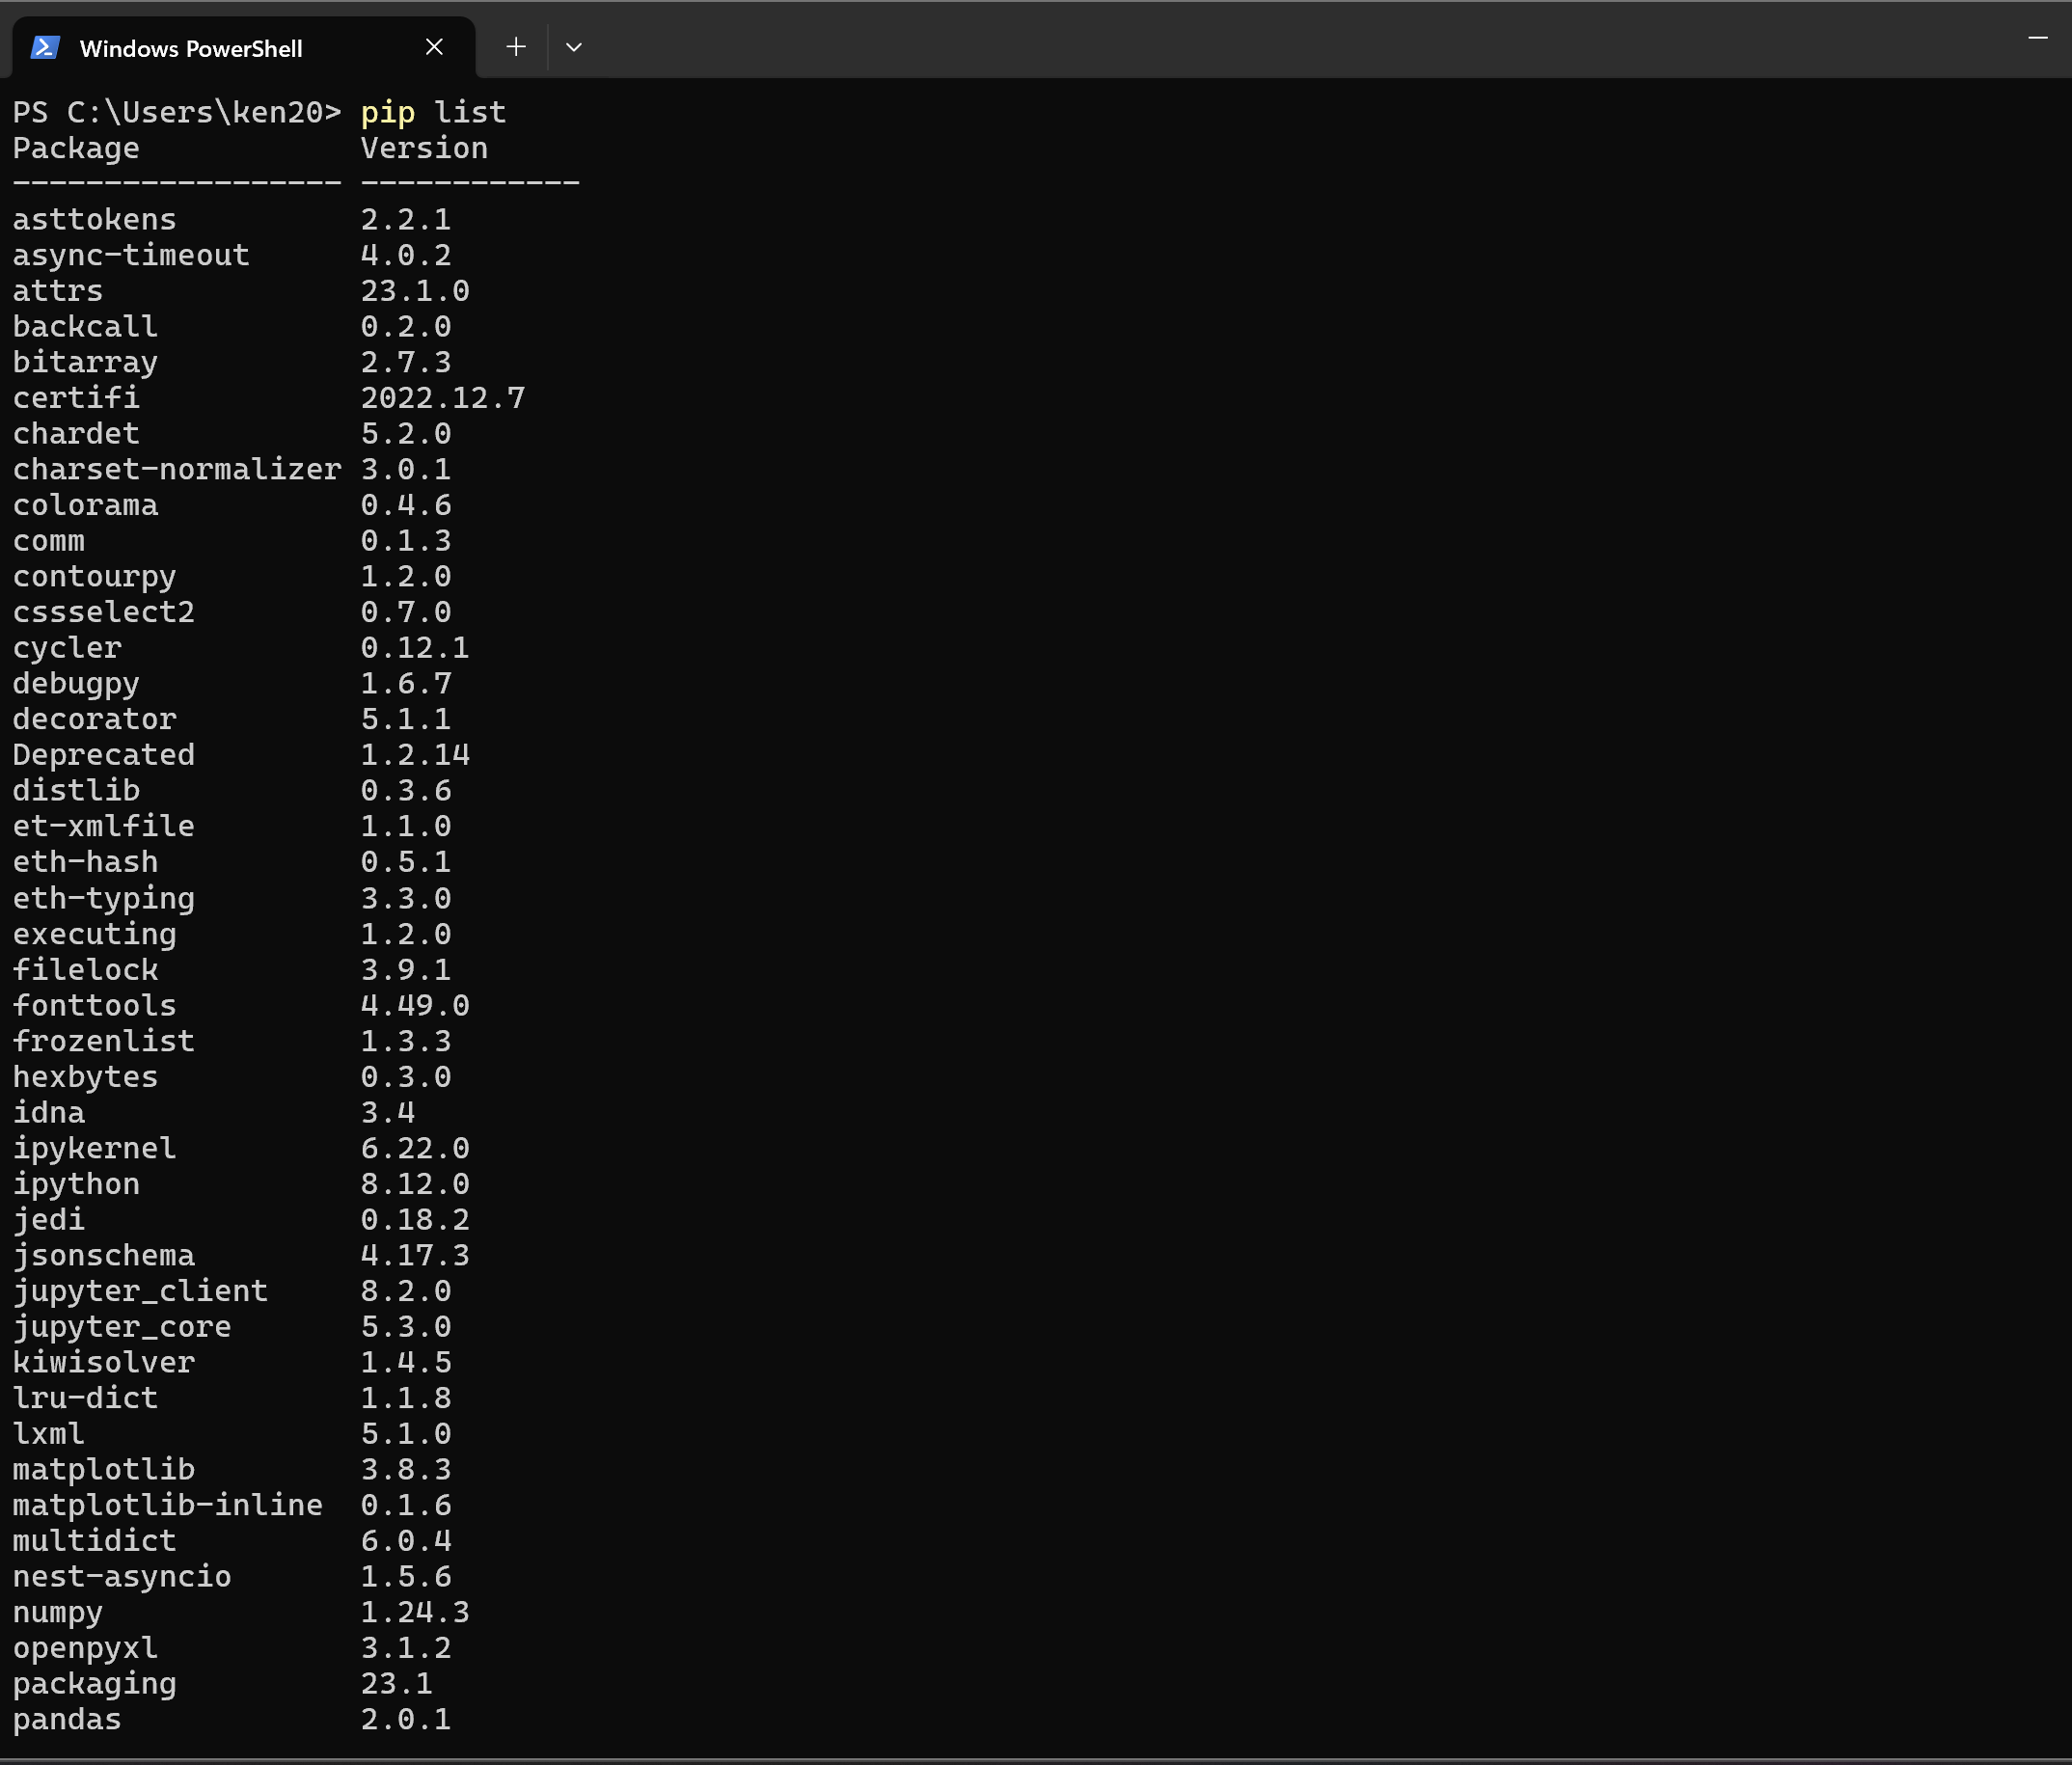 Windows PowerShell
PS C:\Users\ken20> pip list
Package            Version
------------------ ------------
asttokens          2.2.1
async-timeout      4.0.2
attrs              23.1.0
backcall           0.2.0
bitarray           2.7.3
certifi            2022.12.7
chardet            5.2.0
charset-normalizer 3.0.1
colorama           0.4.6
comm               0.1.3
contourpy          1.2.0
cssselect2         0.7.0
cycler             0.12.1
debugpy            1.6.7
decorator          5.1.1
Deprecated         1.2.14
distlib            0.3.6
et-xmlfile         1.1.0
eth-hash           0.5.1
eth-typing         3.3.0
executing          1.2.0
filelock           3.9.1
fonttools          4.49.0
frozenlist         1.3.3
hexbytes           0.3.0
idna               3.4
ipykernel          6.22.0
ipython            8.12.0
jedi               0.18.2
jsonschema         4.17.3
jupyter_client     8.2.0
jupyter_core       5.3.0
kiwisolver         1.4.5
lru-dict           1.1.8
lxml               5.1.0
matplotlib         3.8.3
matplotlib-inline  0.1.6
multidict          6.0.4
nest-asyncio       1.5.6
numpy              1.24.3
openpyxl           3.1.2
packaging          23.1
pandas             2.0.1